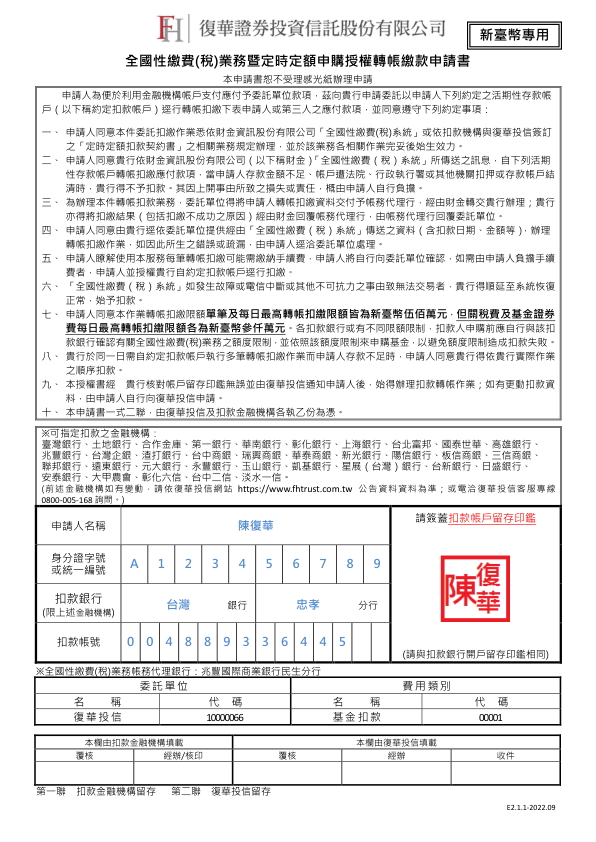 FH 復華證券投資信託股份有限公司
新臺幣專用
全國性繳費(稅)業務暨定時定額申購授權轉帳繳款申請書
本申請書恕不受理感光紙辦理申請
申請人為便於利用金融機構帳戶支應付予委託單位款項，茲向貴行申請委託以申請人下列約定之活期性存款帳
戶（以下稱約定扣款帳戶）逕行轉帳扣繳下表申請人或第三人之應付款項，並同意遵守下列約定事項：
一、 申請人同意本件委託扣繳作業悉依財金資訊股份有限公司「全國性繳費(稅)系統」或依扣款機構與復華投信簽訂
之「定時定額扣款契約書」之相關業務規定辦理，並於該業務各相關作業完妥後始生效力。
二、 申請人同意貴行依財金資訊股份有限公司（以下稱財金）「全國性繳費（稅）系統」所傳送之訊息，自下列活期
性存款帳戶轉帳扣繳應付款項，當申請人存款金額不足、帳戶遭法院、行政執行署或其他機關扣押或存款帳戶結
清時，貴行得不予扣款。其因上開事由所致之損失或責任，概由申請人自行負擔。
三、 為辦理本件轉帳扣款業務，委託單位得將申請人轉帳扣繳資料交付予帳務代理行，經由財金轉交貴行辦理；貴行
亦得將扣繳結果（包括扣繳不成功之原因）經由財金回覆帳務代理行，由帳務代理行回覆委託單位。
四、 申請人同意由貴行逕依委託單位提供經由「全國性繳費（稅）系統」傳送之資料（含扣款日期、金額等），辦理
轉帳扣繳作業，如因此所生之錯誤或疏漏，由申請人逕洽委託單位處理。
五、 申請人瞭解使用本服務每筆轉帳扣繳可能需繳納手續費，申請人將自行向委託單位確認，如需由申請人負擔手續
費者，申請人並授權貴行自約定扣款帳戶逕行扣繳。
六、 「全國性繳費（稅）系統」如發生故障或電信中斷或其他不可抗力之事由致無法交易者，貴行得順延至系統恢復
正常，始予扣款。
七、 申請人同意本作業轉帳扣繳限額單筆及每日最高轉帳扣繳限額皆為新臺幣伍佰萬元，但關稅費及基金證券
費每日最高轉帳扣繳限額各為新臺幣參仟萬元。各扣款銀行或有不同限額限制，扣款人申購前應自行與該扣
款銀行確認有關全國性繳費(稅)業務之額度限制，並依照該額度限制來申購基金，以避免額度限制造成扣款失敗。
八、 貴行於同一日需自約定扣款帳戶執行多筆轉帳扣繳作業而申請人存款不足時，申請人同意貴行得依貴行實際作業
之順序扣款。
九、 本授權書經 貴行核對帳戶留存印鑑無誤並由復華投信通知申請人後，始得辦理扣款轉帳作業；如有更動扣款資
料，由申請人自行向復華投信申請。
十、 本申請書一式二聯，由復華投信及扣款金融機構各執乙份為憑。
※可指定扣款之金融機構：
臺灣銀行、土地銀行、合作金庫、第一銀行、華南銀行、彰化銀行、上海銀行、台北富邦、國泰世華、高雄銀行、
兆豐銀行、台灣企銀、渣打銀行、台中商銀、瑞興商銀、華泰商銀、新光銀行、陽信銀行、板信商銀、三信商銀、
聯邦銀行、遠東銀行、元大銀行、永豐銀行、玉山銀行、凱基銀行、星展（台灣）銀行、台新銀行、日盛銀行、
安泰銀行、大甲農會、彰化六信、台中二信、淡水一信。
(前述金融機構如有變動，請依復華投信網站 https://www.fhtrust.com.tw 公告資料資料為準；或電洽復華投信客服專線
0800-005-168 詢問。)
申請人名稱 陳復華
請簽蓋扣款帳戶留存印鑑
身分證字號
或統一編號
A 1 2 3 4 5 6 7 8 9
扣款銀行
(限上述金融機構)
台灣 銀行 忠孝 分行
陳復華
扣款帳號 0 0 4 8 8 9 3 3 6 4 4 5
(請與扣款銀行開戶留存印鑑相同)
※全國性繳費(稅)業務帳務代理銀行：兆豐國際商業銀行民生分行
委託單位 費用類別
名 稱 代 碼 名 稱 代 碼
復華投信 10000066 基金扣款 00001
本欄由扣款金融機構填載 本欄由復華投信填載
覆核 經辦/核印 覆核 經辦 收件
第一聯 扣款金融機構留存 第二聯 復華投信留存
E2.1.1-2022.09